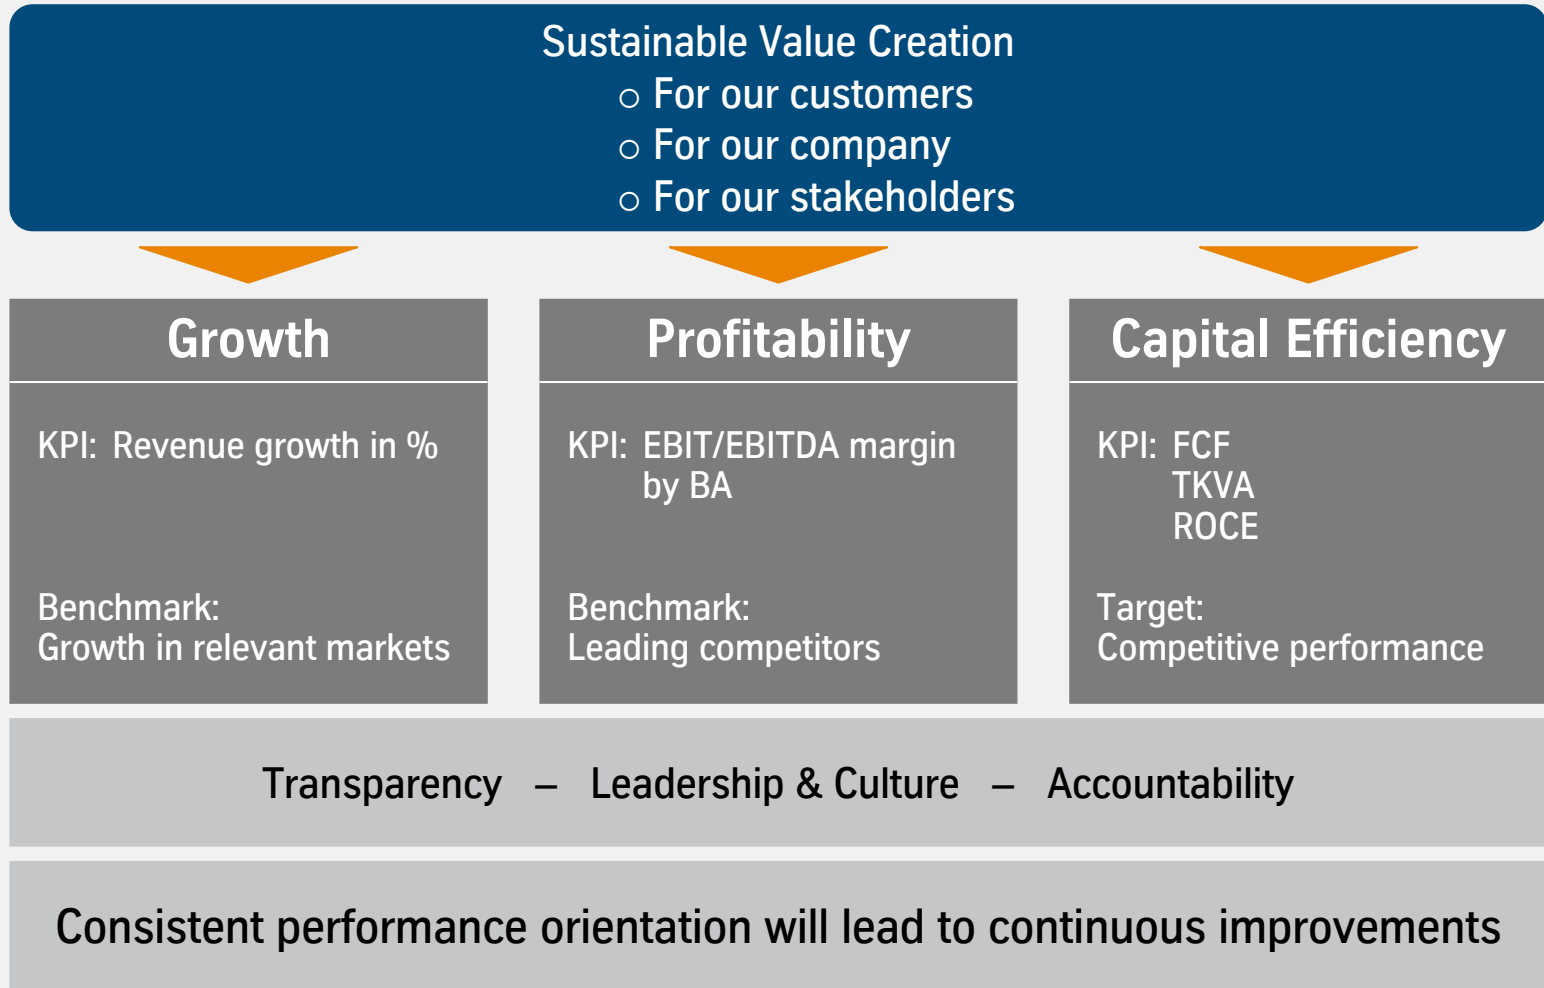 Sustainable Value Creation
○ For our customers
○ For our company
○ For our stakeholders
Growth
KPI: Revenue growth in %
Benchmark:
Growth in relevant markets
Profitability
KPI: EBIT/EBITDA margin
by BA
Benchmark:
Leading competitors
Capital Efficiency
KPI: FCF
TKVA
ROCE
Target:
Competitive performance
Transparency – Leadership & Culture – Accountability
Consistent performance orientation will lead to continuous improvements